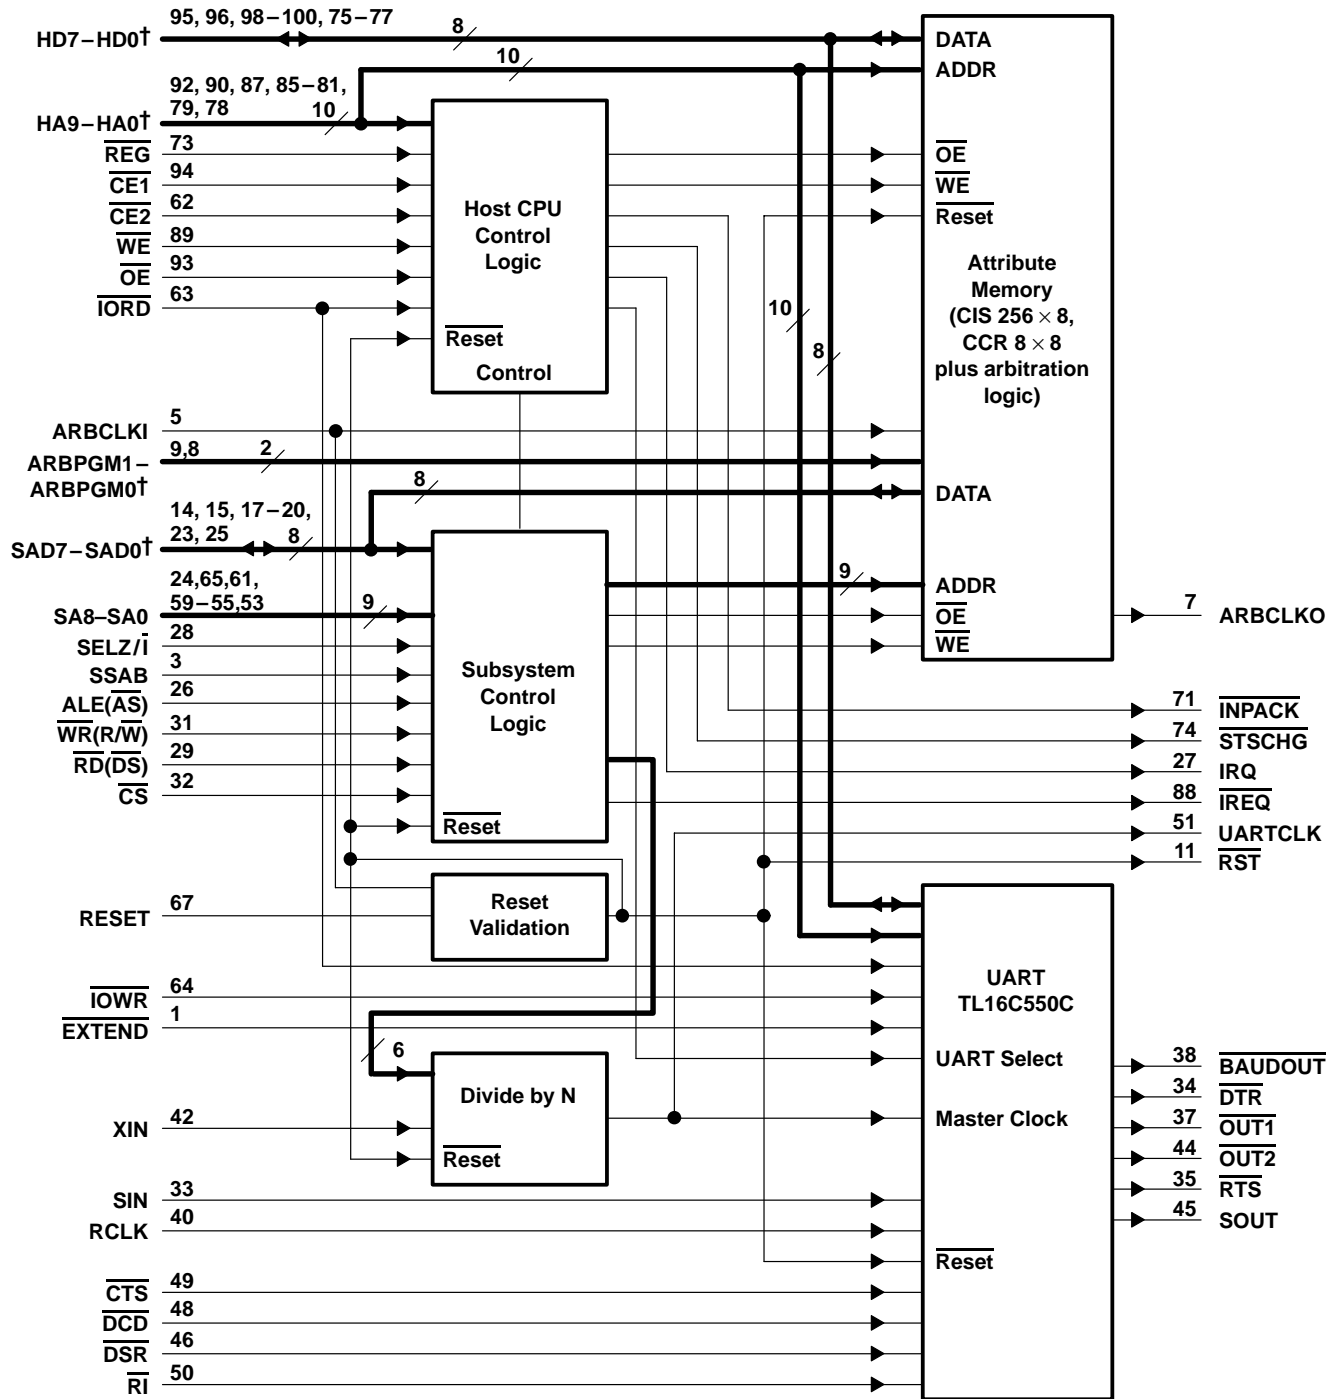 95, 96, 98–100, 75–77
HD7–HD0†
8
DATA
10
ADDR
92, 90, 87, 85–81,
79, 78
10
HA9–HA0†
REG
73
OE
CE1
94
WE
CE2
62
Reset
WE
89
OE
93
IORD
63
Host CPU
Control
Logic
Reset
Control
Attribute
Memory
(CIS 256 × 8,
CCR 8 × 8
plus arbitration
logic)
10
8
ARBCLKI
5
ARBPGM1–
ARBPGM0†
9,8
2
8
DATA
14, 15, 17–20,
23, 25
8
SAD7–SAD0†
24,65,61,
59–55,53
9
SA8–SA0
9
ADDR
OE
WE
7
ARBCLKO
SELZ/I
28
SSAB
3
ALE(AS)
26
WR(R/W)
31
RD(DS)
29
CS
32
Subsystem
Control
Logic
Reset
71
INPACK
74
STSCHG
27
IRQ
88
IREQ
51
UARTCLK
11
RST
RESET
67
Reset
Validation
IOWR
64
EXTEND
1
UART
TL16C550C
6
UART Select
Divide by N
Master Clock
XIN
42
Reset
38
BAUDOUT
34
DTR
37
OUT1
44
OUT2
35
RTS
45
SOUT
SIN
33
RCLK
40
Reset
CTS
49
DCD
48
DSR
46
RI
50